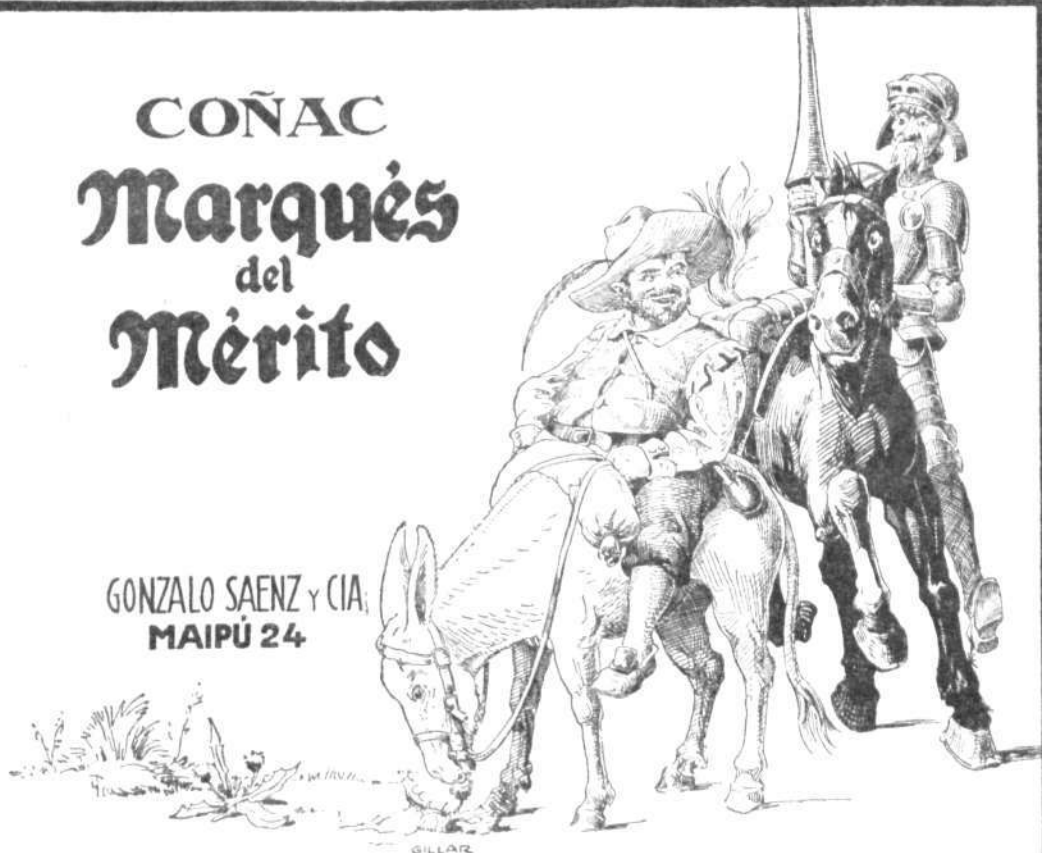 COÑAC
Marqués
del
Mérito
GONZALO SAENZ Y CIA
MAIPÚ 24
GILLAR